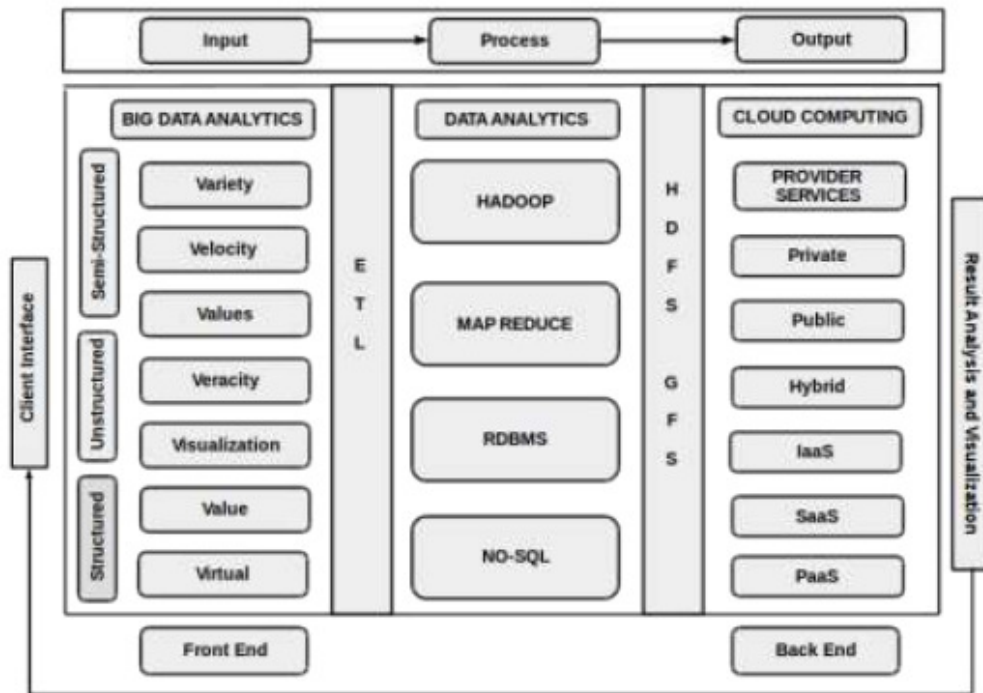 Input
Process
Output
BIG DATA ANALYTICS
DATA ANALYTICS
CLOUD COMPUTING
Client Interface
Semi-Structured
Unstructured
Structured
Variety
Velocity
Values
Veracity
Visualization
Value
Virtual
E
T
L
HADOOP
MAP REDUCE
RDBMS
NO-SQL
H
D
F
S
G
F
S
PROVIDER
SERVICES
Private
Public
Hybrid
IaaS
SaaS
PaaS
Result Analysis and Visualization
Front End
Back End